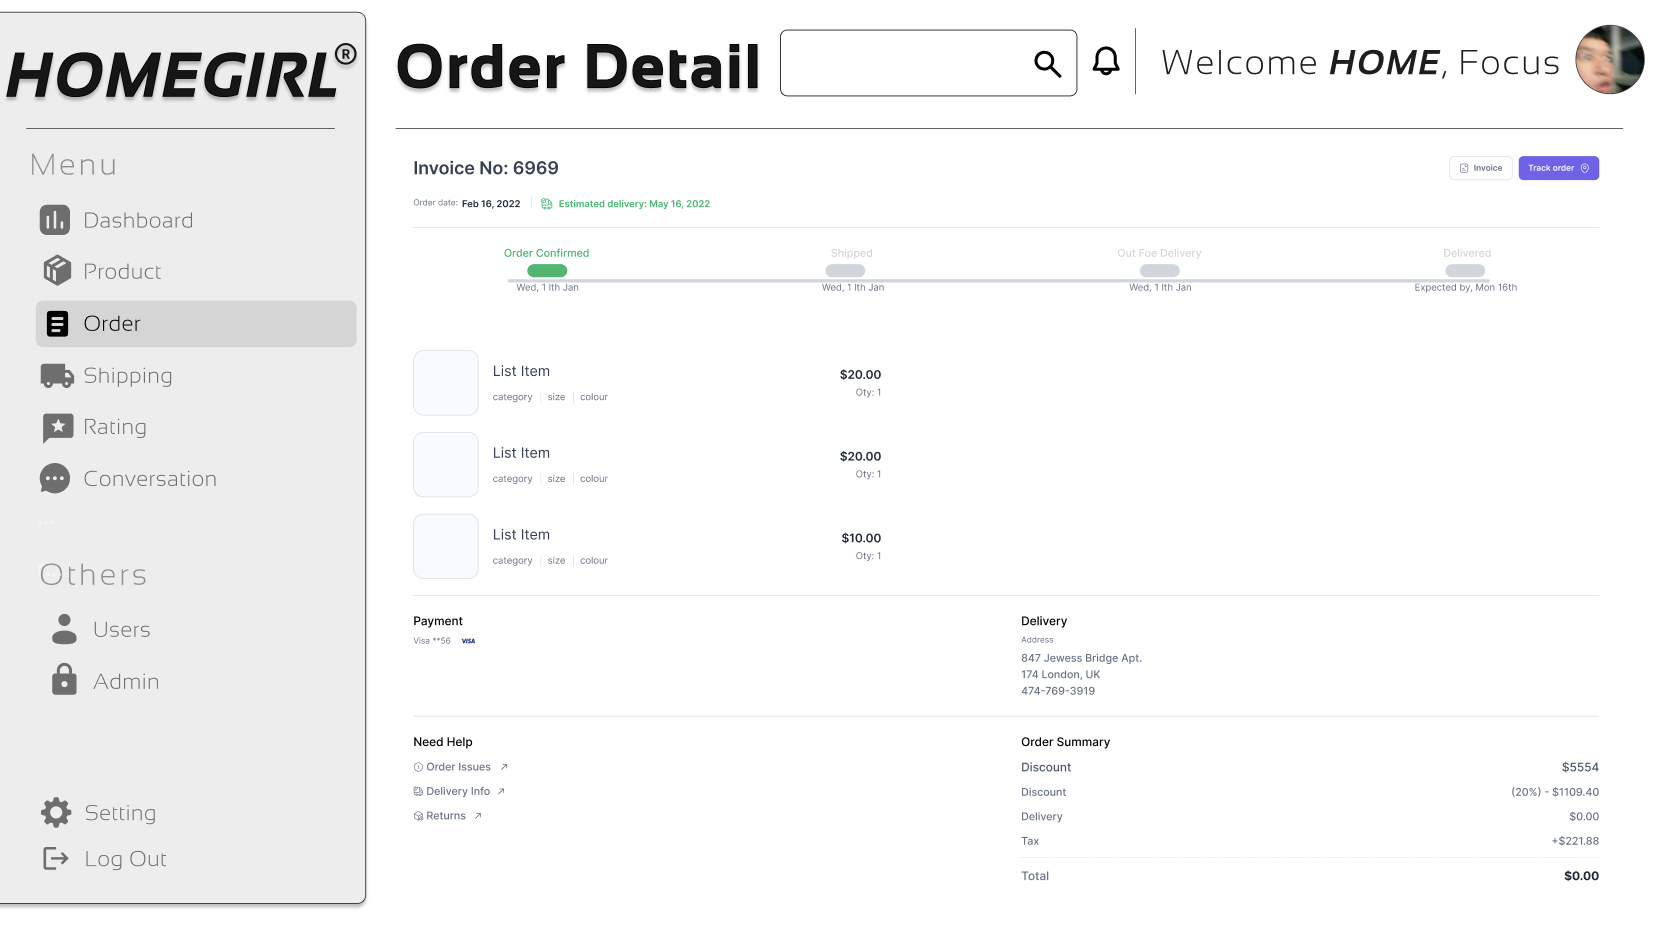 HOMEGIRL®
Order Detail
Welcome HOME, Focus
Menu
Dashboard
Product
Order
Shipping
Rating
Conversation
...
Others
Users
Admin
Setting
Log Out
Invoice No: 6969
Invoice
Track order
Order date: Feb 16, 2022
Estimated delivery: May 16, 2022
Order Confirmed
Shipped
Out Foe Delivery
Delivered
Wed, 1 lth Jan
Wed, 1 lth Jan
Wed, 1 lth Jan
Expected by, Mon 16th
List Item
$20.00
category | size | colour
Qty: 1
List Item
$20.00
category | size | colour
Qty: 1
List Item
$10.00
category | size | colour
Qty: 1
Payment
Visa **56 VISA
Delivery
Address
847 Jewess Bridge Apt.
174 London, UK
474-769-3919
Need Help
Order Issues
Delivery Info
Returns
Order Summary
Discount $5554
Discount (20%) - $1109.40
Delivery $0.00
Tax +$221.88
Total $0.00